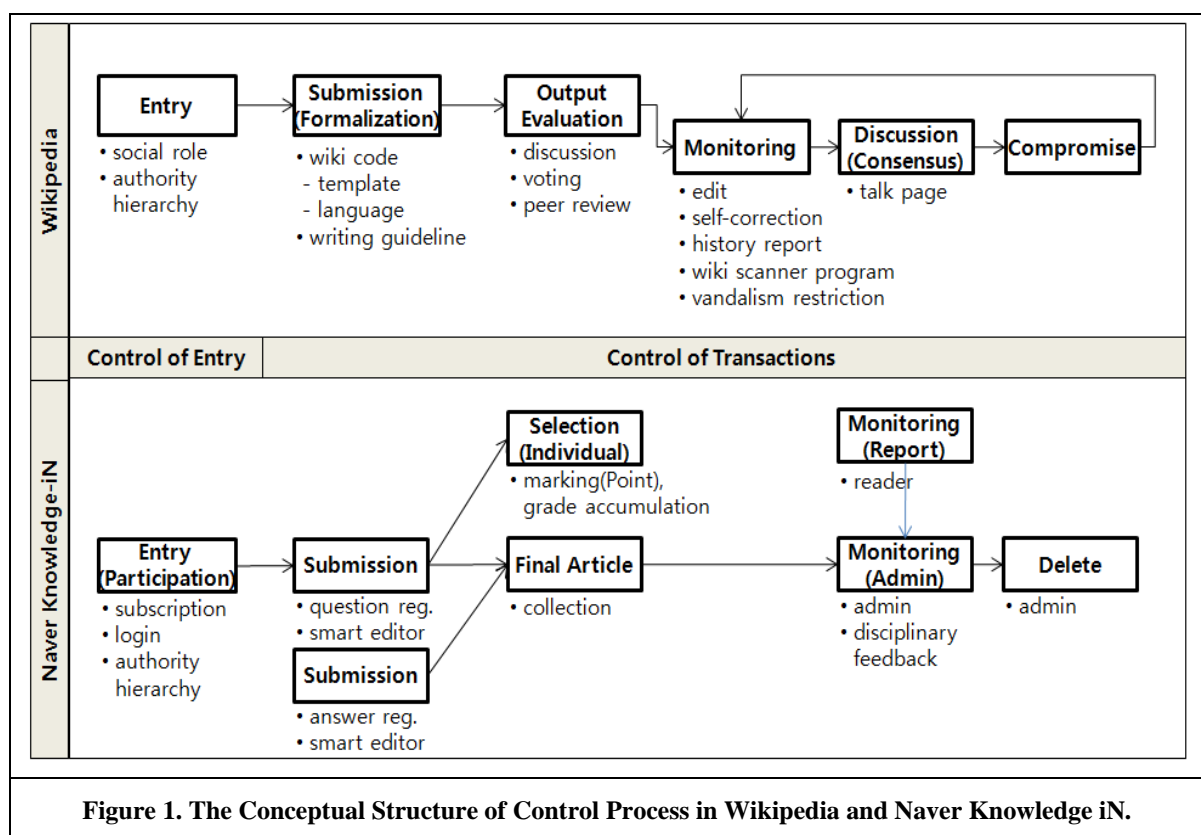 Wikipedia
Entry
• social role
• authority
hierarchy
Submission
(Formalization)
• wiki code
- template
- language
• writing guideline
Output
Evaluation
• discussion
• voting
• peer review
Monitoring
• edit
• self-correction
• history report
• wiki scanner program
• vandalism restriction
Discussion
(Consensus)
• talk page
Compromise
Control of Entry
Control of Transactions
Naver Knowledge-iN
Entry
(Participation)
• subscription
• login
• authority
hierarchy
Submission
• question reg.
• smart editor
Submission
• answer reg.
• smart editor
Selection
(Individual)
• marking(Point),
grade accumulation
Final Article
• collection
Monitoring
(Report)
• reader
Monitoring
(Admin)
• admin
• disciplinary
feedback
Delete
• admin
Figure 1. The Conceptual Structure of Control Process in Wikipedia and Naver Knowledge iN.